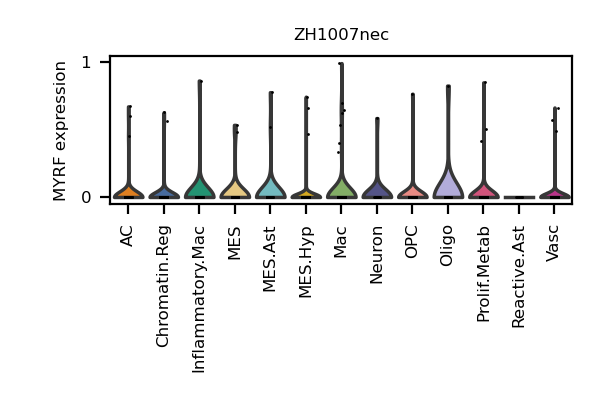 ZH1007nec
MYRF expression
1
0
AC
Chromatin.Reg
Inflammatory.Mac
MES
MES.Ast
MES.Hyp
Mac
Neuron
OPC
Oligo
Prolif.Metab
Reactive.Ast
Vasc